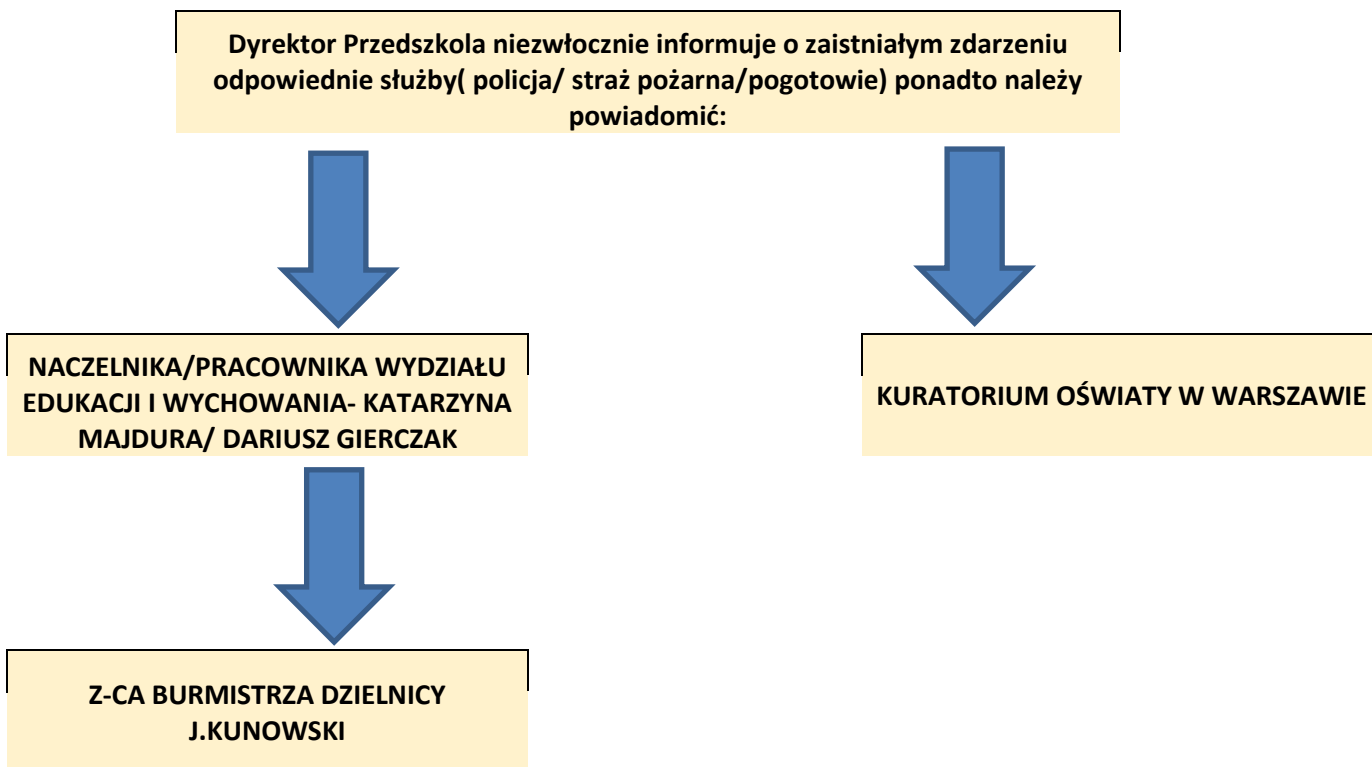 Dyrektor Przedszkola niezwłocznie informuje o zaistniałym zdarzeniu
odpowiednie służby( policja/ straż pożarna/pogotowie) ponadto należy
powiadomić:
NACZELNIKA/PRACOWNIKA WYDZIAŁU
EDUKACJI I WYCHOWANIA- KATARZYNA
MAJDURA/ DARIUSZ GIERCZAK
KURATORIUM OŚWIATY W WARSZAWIE
Z-CA BURMISTRZA DZIELNICY
J.KUNOWSKI